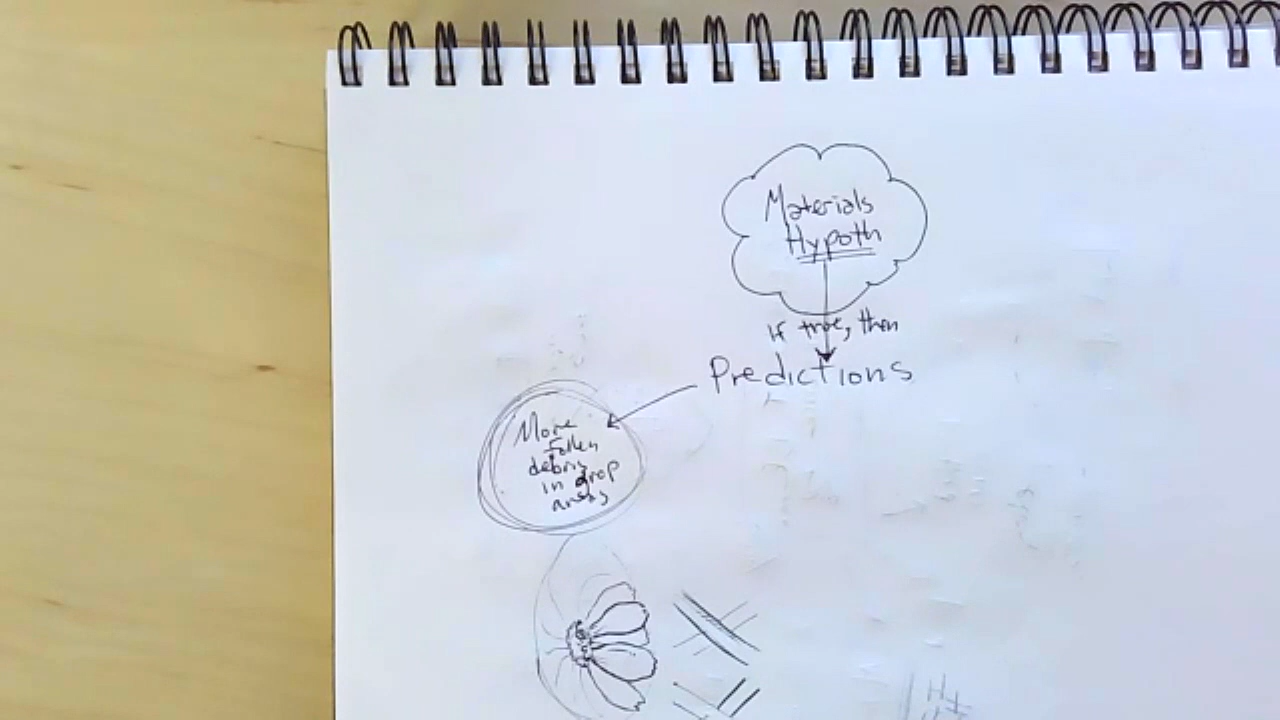 Materials
Hypoth
If true, then
Predictions
More
fallen
debris
in drop
areas